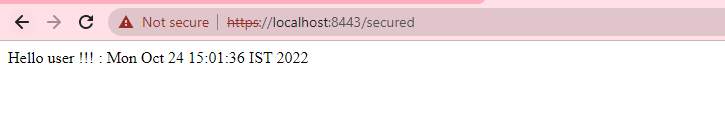 Not secure https://localhost:8443/secured
Hello user !!! : Mon Oct 24 15:01:36 IST 2022